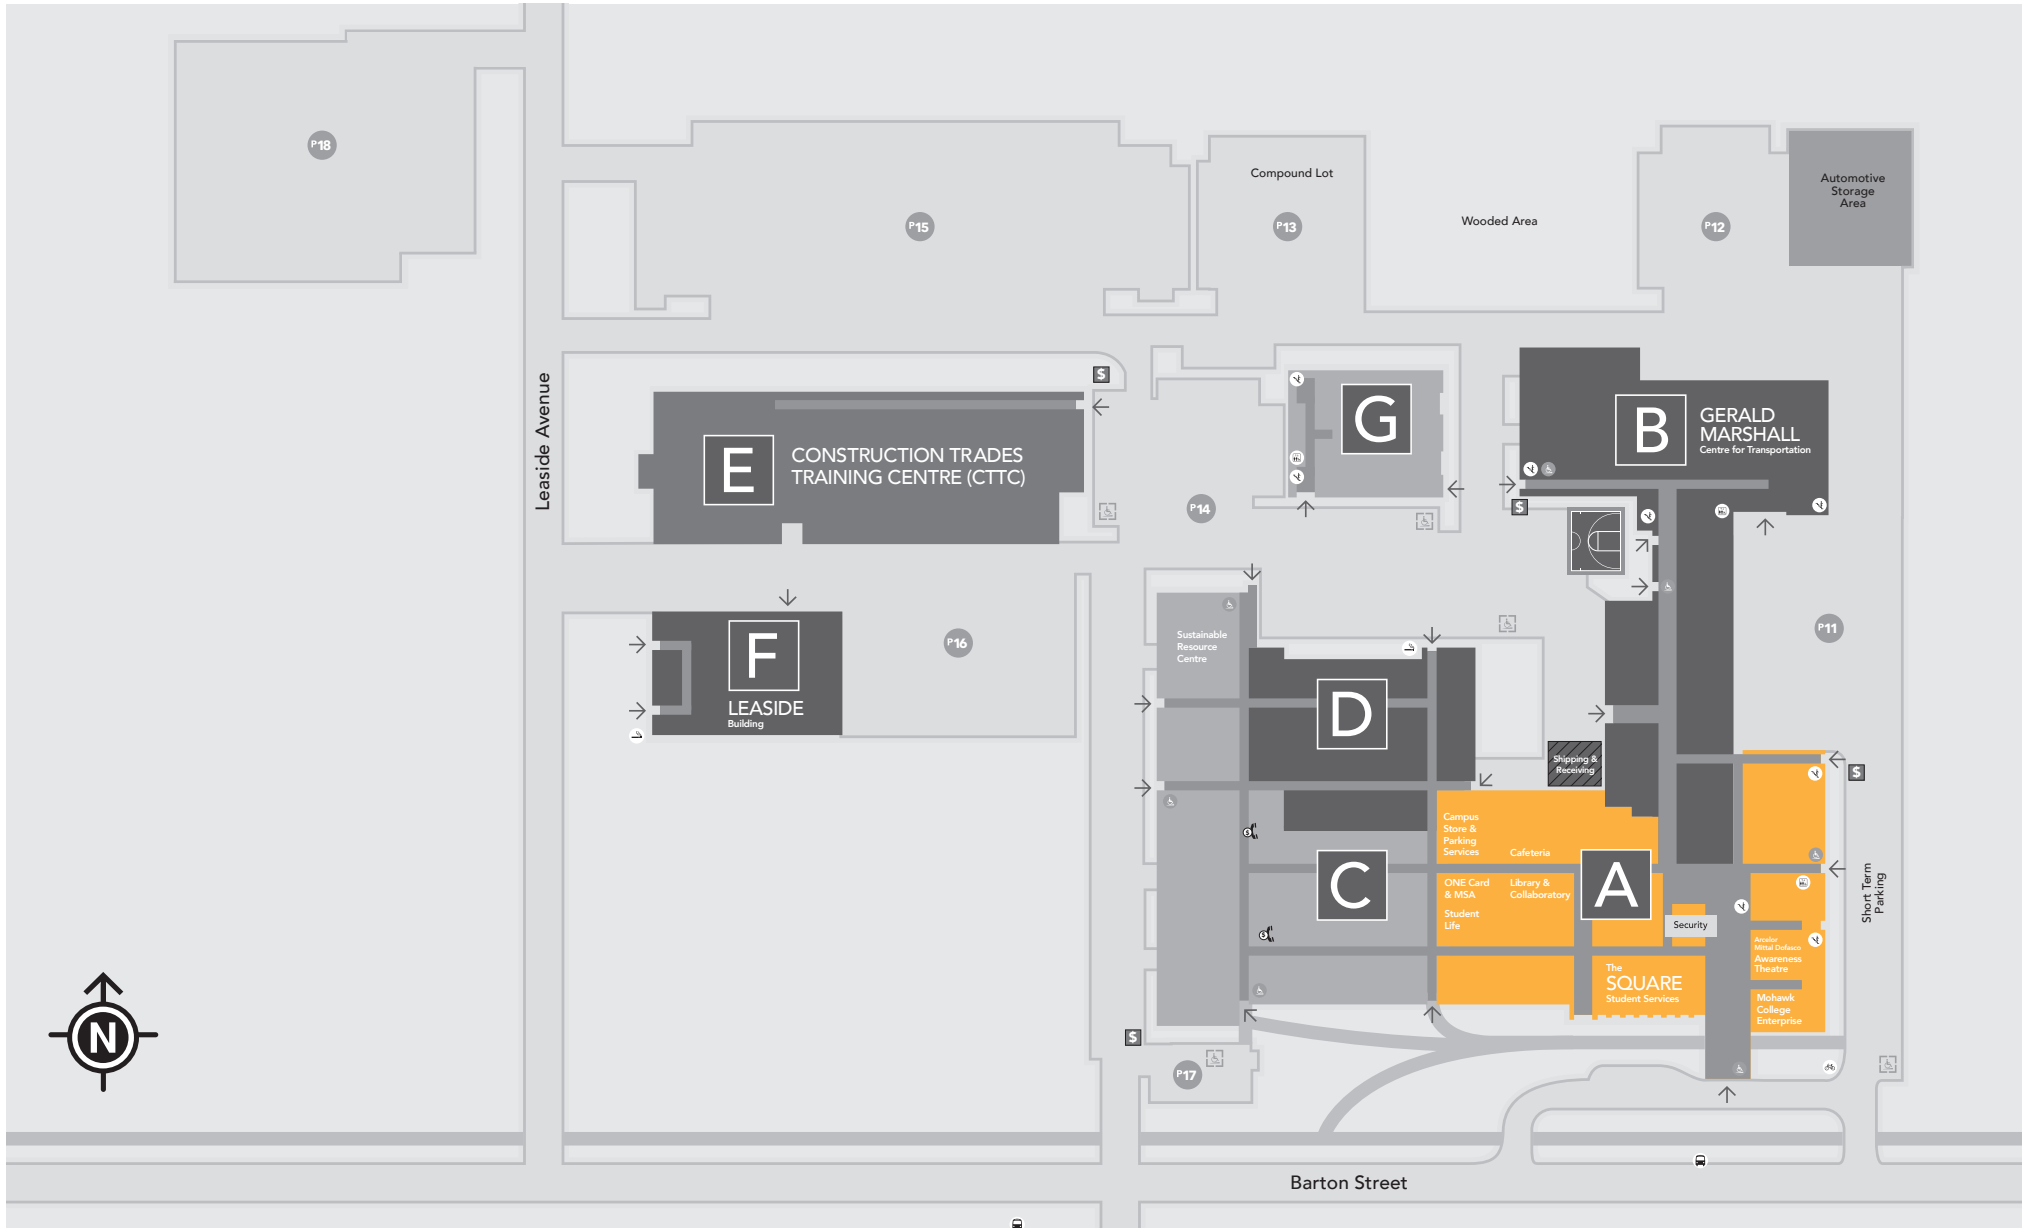 P18
Compound Lot
Automotive
Storage
Area
P15
P13
Wooded Area
P12
Leaside Avenue
$
G
B
GERALD
MARSHALL
Centre for Transportation
E
CONSTRUCTION TRADES
TRAINING CENTRE (CTTC)
P14
$
F
LEASIDE
Building
P16
Sustainable
Resource
Centre
P11
D
Shipping &
Receiving
$
Campus
Store &
Parking
Services
Cafeteria
C
A
ONE Card
& MSA
Student
Life
Library &
Collaboratory
Security
Short Term
Parking
Arcelor
Mittal Dofasco
Awareness
Theatre
The
SQUARE
Student Services
Mohawk
College
Enterprise
N
$
P17
Barton Street